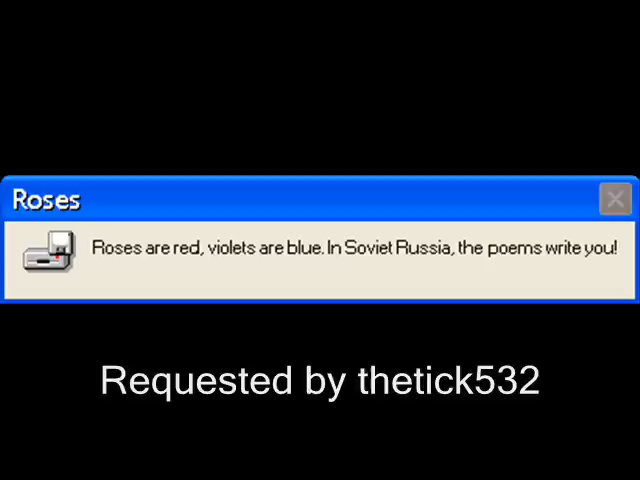 Roses
Roses are red, violets are blue. In Soviet Russia, the poems write you!
Requested by thetick532